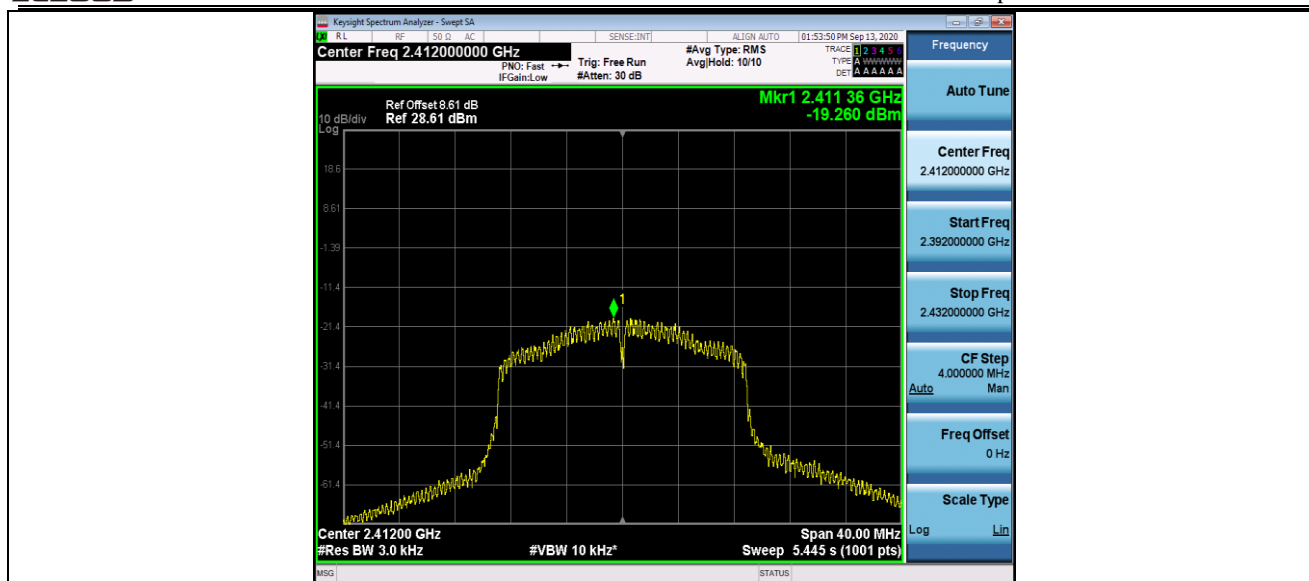 Keysight Spectrum Analyzer - Swept SA
RL RF 50 Ω AC SENSE:INT ALIGN AUTO 01:53:50 PM Sep 13, 2020
Center Freq 2.412000000 GHz
PNO: Fast
IFGain:Low
Trig: Free Run
#Atten: 30 dB
#Avg Type: RMS
Avg|Hold: 10/10
TRACE 1 2 3 4 5 6
TYPE A WWWWW
DET A A A A A A
Ref Offset 8.61 dB
10 dB/div Ref 28.61 dBm
Log
Mkr1 2.411 36 GHz
-19.260 dBm
18.6
8.61
-1.39
-11.4
-21.4
-31.4
-41.4
-51.4
-61.4
1
Center 2.41200 GHz Span 40.00 MHz
#Res BW 3.0 kHz #VBW 10 kHz* Sweep 5.445 s (1001 pts)
MSG STATUS
Frequency
Auto Tune
Center Freq
2.412000000 GHz
Start Freq
2.392000000 GHz
Stop Freq
2.432000000 GHz
CF Step
4.000000 MHz
Auto Man
Freq Offset
0 Hz
Scale Type
Log Lin